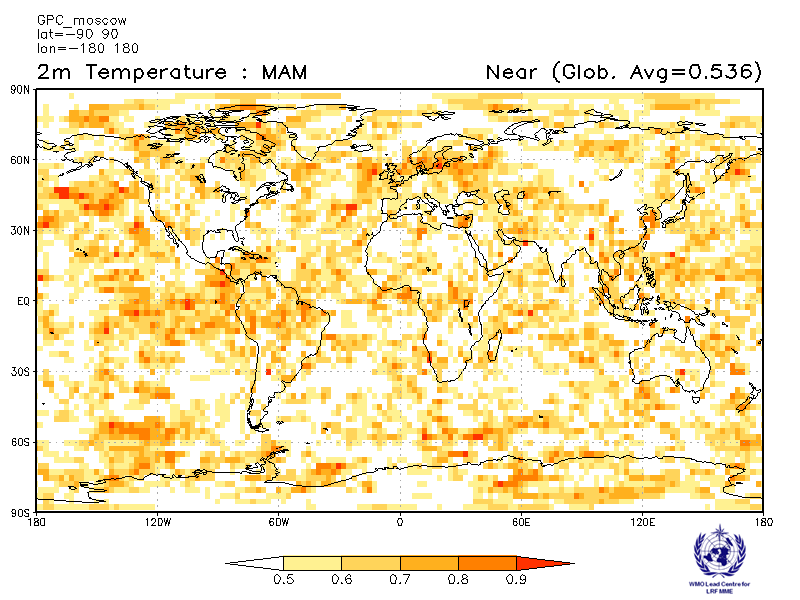 GPC_moscow
lat=-90 90
lon=-180 180
2m Temperature : MAM Near (Glob. Avg=0.536)
90N
60N
30N
EQ
30S
60S
90S
180 120W 60W 0 60E 120E 180
0.5 0.6 0.7 0.8 0.9
WMO Lead Centre for
LRF MME